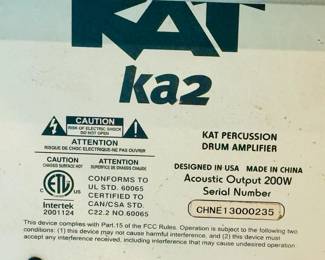 KAT
ka2
CAUTION
RISK OF ELECTRIC SHOCK
DO NOT OPEN
ATTENTION
RISQUE DE CHOC ELECTRIQUE-NE PAS OUVRIR
CAUTION
CHAUDES SURFACE HOT
ATTENTION
SUPERFICIE DE CHASSIS CHAUDE
KAT PERCUSSION
DRUM AMPLIFIER
Intertek
2001124
CONFORMS TO
UL STD. 60065
CERTIFIED TO
CAN/CSA STD.
C22.2 NO.60065
DESIGNED IN USA MADE IN CHINA
Acoustic Output 200W
Serial Number
CHNE13000235
This device complies with Part.15 of the FCC Rules. Operation is subject to the following two
conditions: (1) this device may not cause harmful interference, and (2) this device must
accept any interference received, including interference that may cause undesired operation